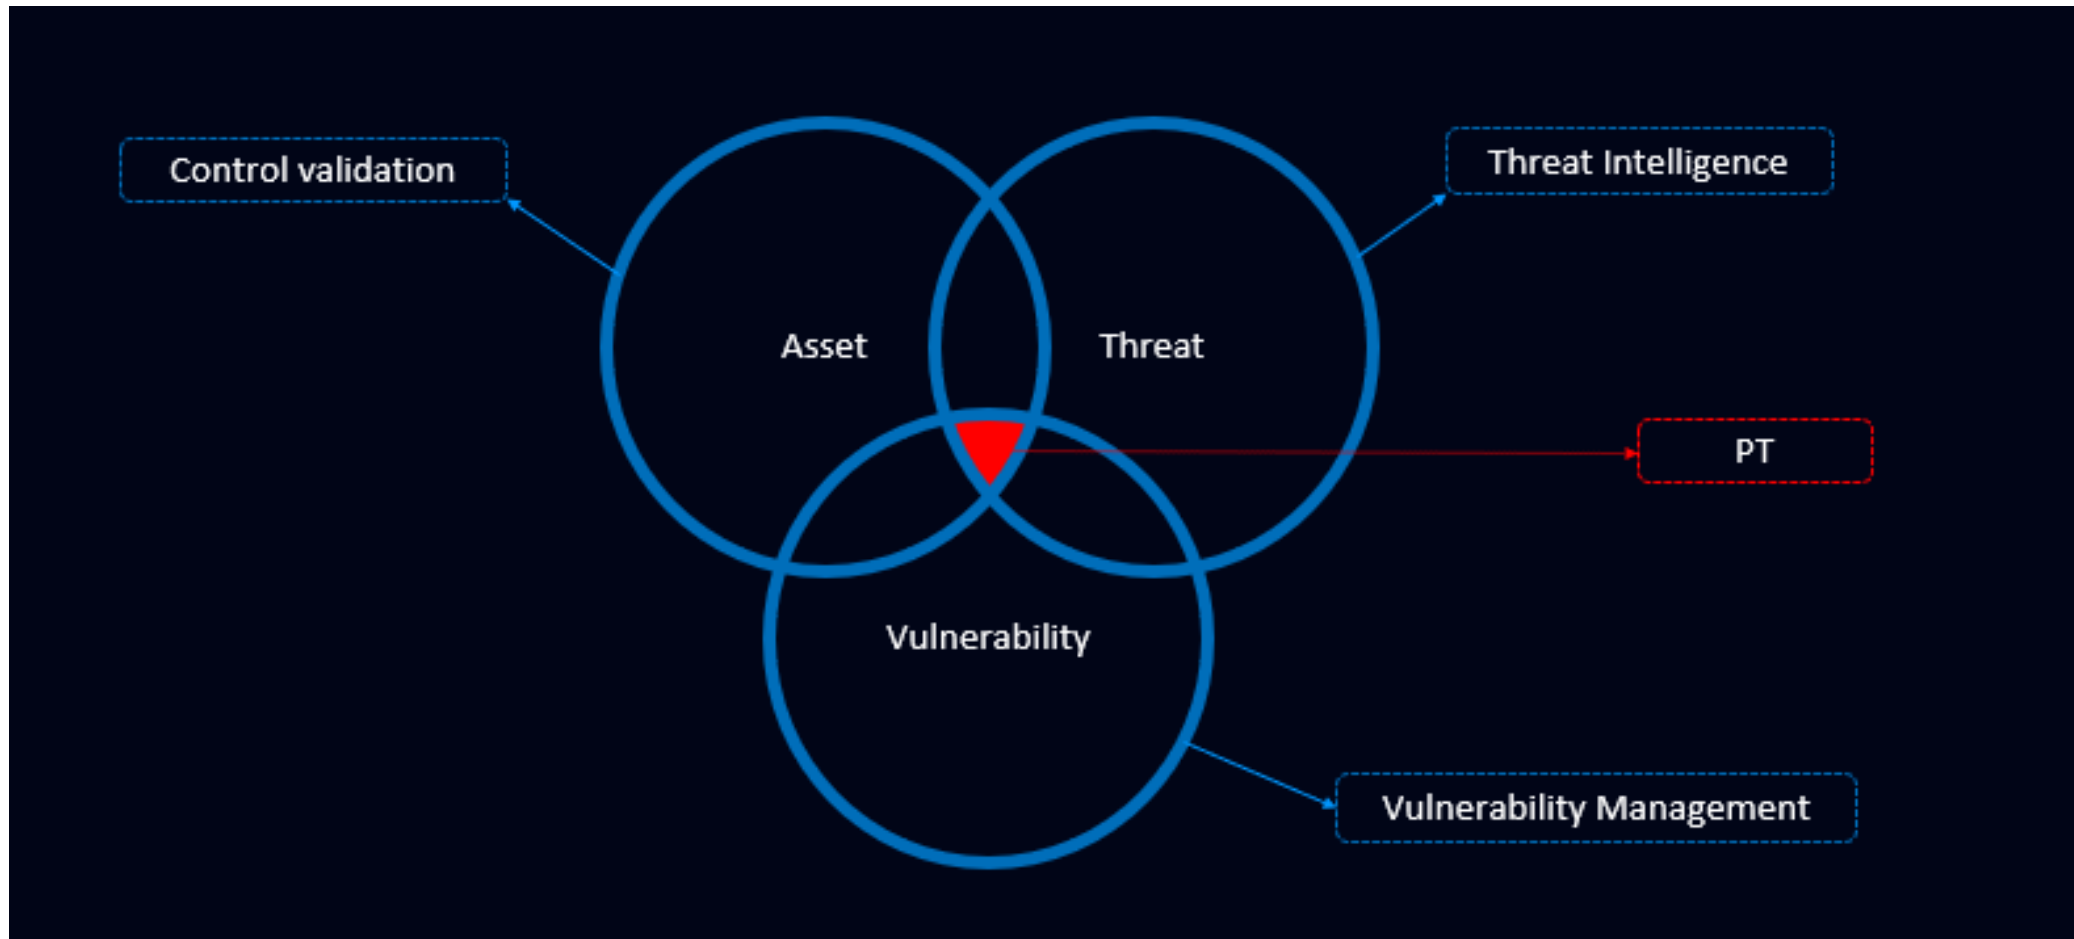 Control validation
Threat Intelligence
Asset
Threat
PT
Vulnerability
Vulnerability Management